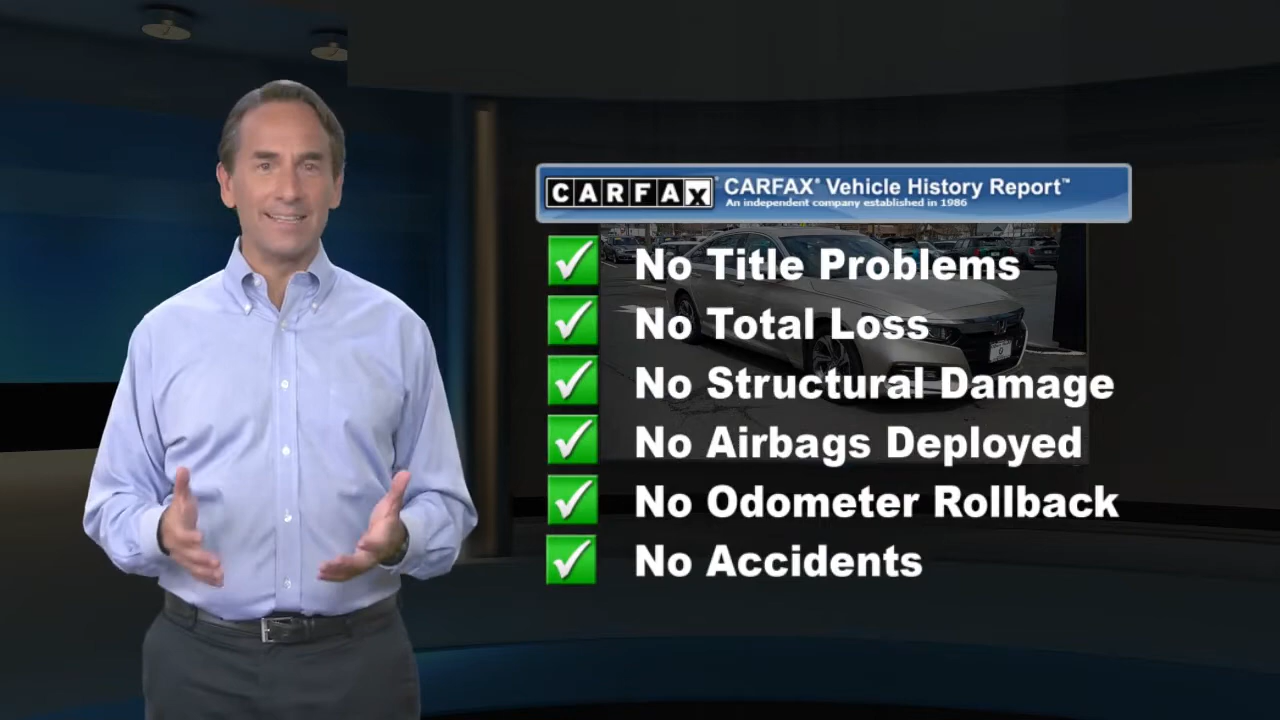 CARFAX® CARFAX® Vehicle History Report™
An independent company established in 1986
No Title Problems
No Total Loss
No Structural Damage
No Airbags Deployed
No Odometer Rollback
No Accidents